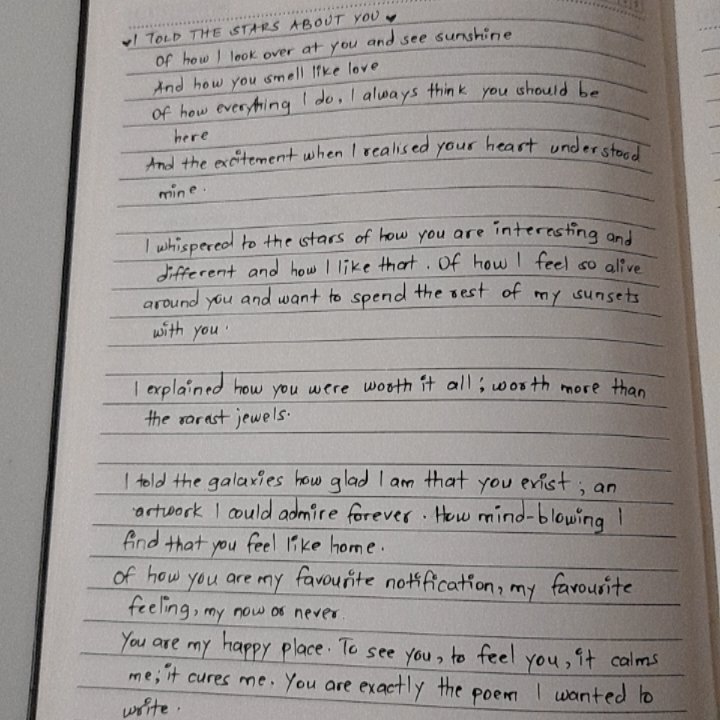 ♥I TOLD THE STARS ABOUT YOU♥
Of how I look over at you and see sunshine
And how you smell like love
Of how everything I do, I always think you should be
here
And the excitement when I realised your heart understood
mine.
I whispered to the stars of how you are interesting and
different and how I like that. Of how I feel so alive
around you and want to spend the rest of my sunsets
with you.
I explained how you were worth it all; worth more than
the rarest jewels.
I told the galaxies how glad I am that you exist; an
artwork I could admire forever. How mind-blowing I
find that you feel like home.
Of how you are my favourite notification, my favourite
feeling, my now or never.
You are my happy place. To see you, to feel you, it calms
me; it cures me. You are exactly the poem I wanted to
write.